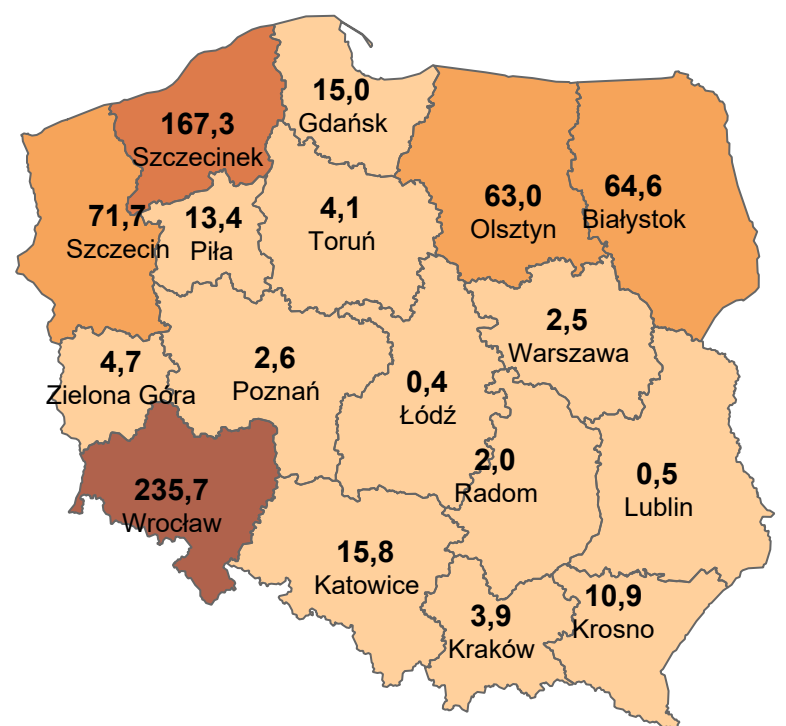 15,0
Gdańsk
167,3
Szczecinek
71,7
Szczecin
13,4
Piła
4,1
Toruń
63,0
Olsztyn
64,6
Białystok
4,7
Zielona Góra
2,6
Poznań
0,4
Łódź
2,5
Warszawa
235,7
Wrocław
2,0
Radom
0,5
Lublin
15,8
Katowice
3,9
Kraków
10,9
Krosno